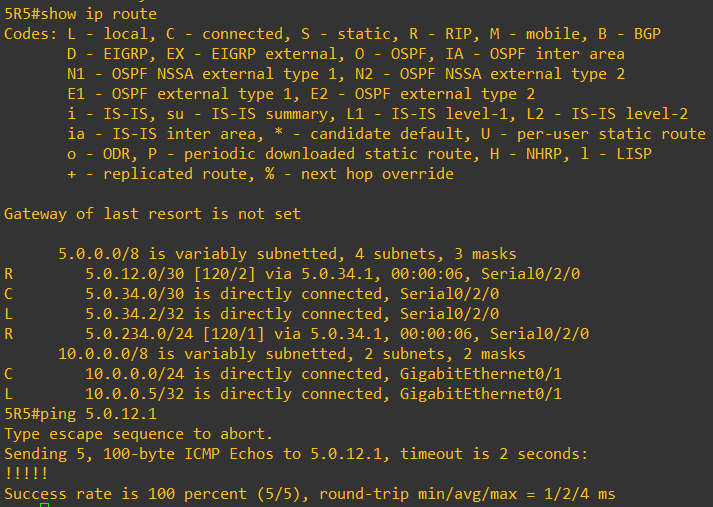 5R5#show ip route
Codes: L - local, C - connected, S - static, R - RIP, M - mobile, B - BGP
       D - EIGRP, EX - EIGRP external, O - OSPF, IA - OSPF inter area
       N1 - OSPF NSSA external type 1, N2 - OSPF NSSA external type 2
       E1 - OSPF external type 1, E2 - OSPF external type 2
       i - IS-IS, su - IS-IS summary, L1 - IS-IS level-1, L2 - IS-IS level-2
       ia - IS-IS inter area, * - candidate default, U - per-user static route
       o - ODR, P - periodic downloaded static route, H - NHRP, l - LISP
       + - replicated route, % - next hop override

Gateway of last resort is not set

      5.0.0.0/8 is variably subnetted, 4 subnets, 3 masks
R        5.0.12.0/30 [120/2] via 5.0.34.1, 00:00:06, Serial0/2/0
C        5.0.34.0/30 is directly connected, Serial0/2/0
L        5.0.34.2/32 is directly connected, Serial0/2/0
R        5.0.234.0/24 [120/1] via 5.0.34.1, 00:00:06, Serial0/2/0
      10.0.0.0/8 is variably subnetted, 2 subnets, 2 masks
C        10.0.0.0/24 is directly connected, GigabitEthernet0/1
L        10.0.0.5/32 is directly connected, GigabitEthernet0/1
5R5#ping 5.0.12.1
Type escape sequence to abort.
Sending 5, 100-byte ICMP Echos to 5.0.12.1, timeout is 2 seconds:
!!!!!
Success rate is 100 percent (5/5), round-trip min/avg/max = 1/2/4 ms